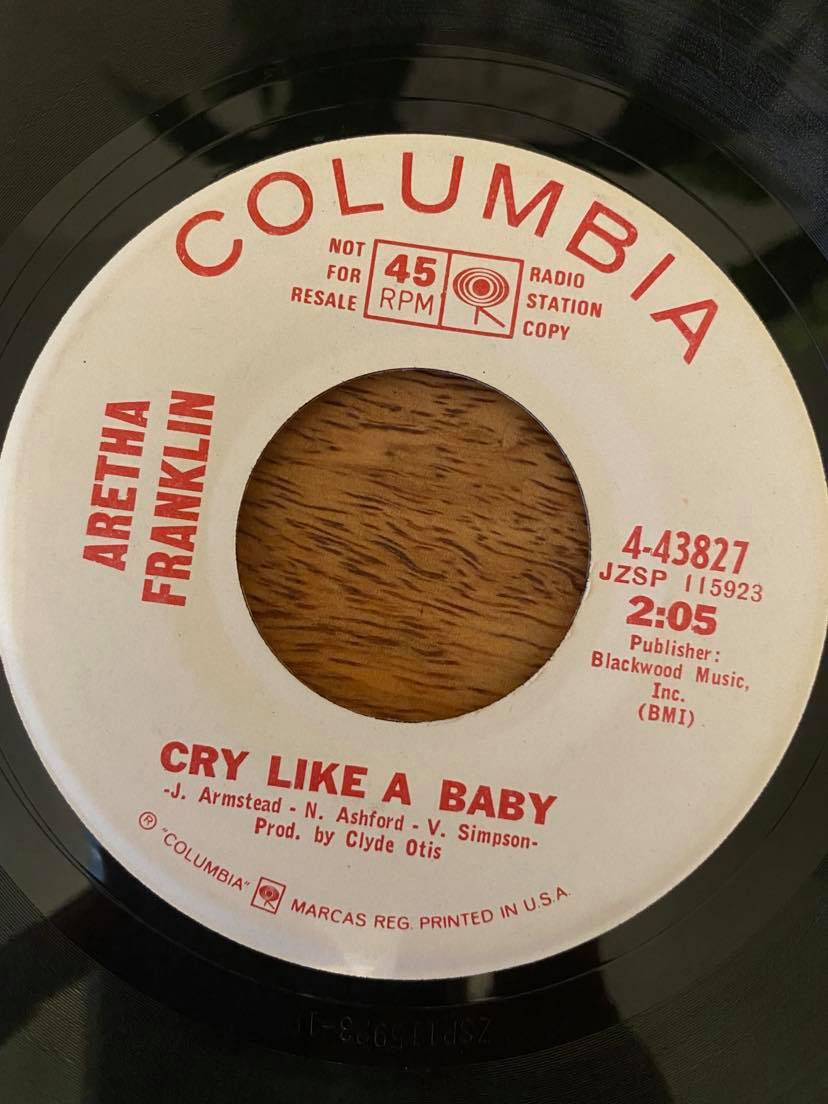 COLUMBIA
NOT
FOR
RESALE
45
RPM
RADIO
STATION
COPY
ARETHA
FRANKLIN
4-43827
JZSP 115923
2:05
Publisher:
Blackwood Music,
Inc.
(BMI)
CRY LIKE A BABY
-J. Armstead - N. Ashford - V. Simpson-
Prod. by Clyde Otis
® "COLUMBIA" MARCAS REG. PRINTED IN U.S.A.